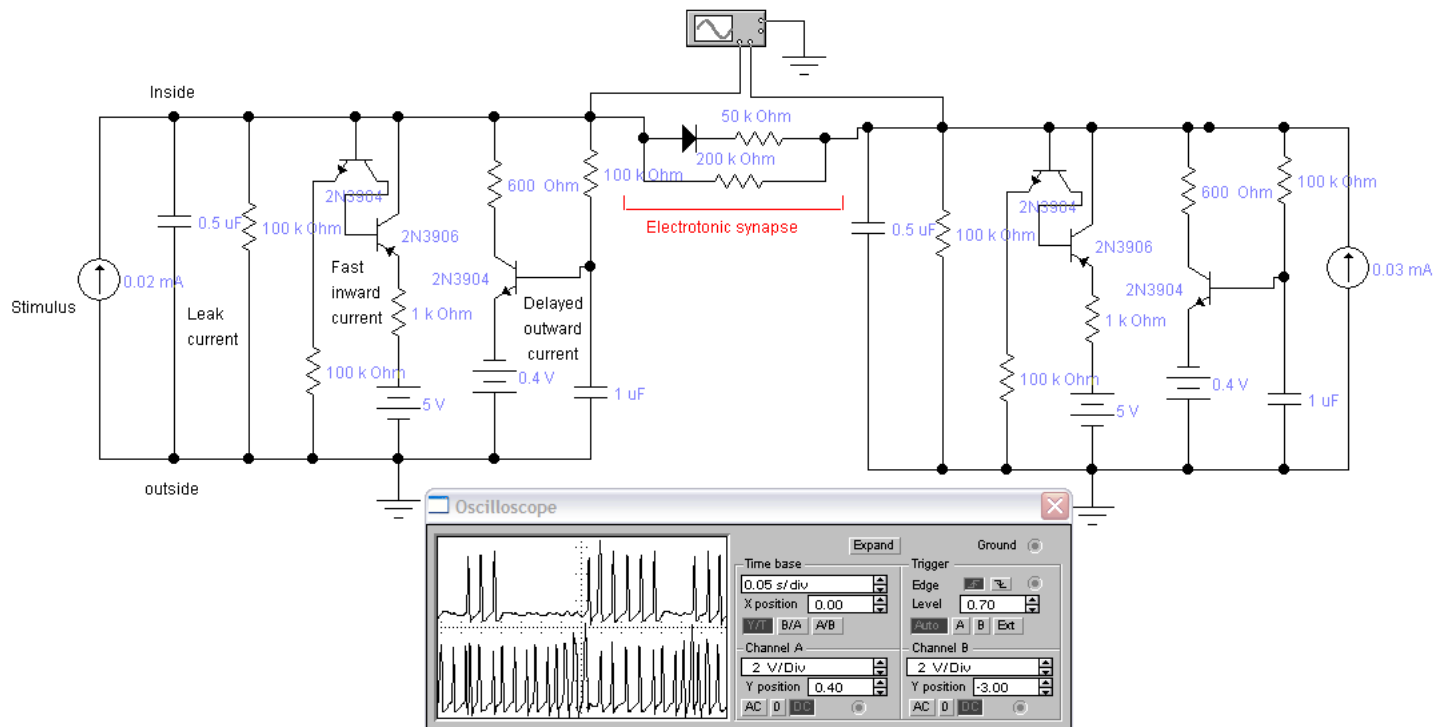 Inside
50 k Ohm
200 k Ohm
600 Ohm
100 k Ohm
600 Ohm
100 k Ohm
2N3904
2N3904
0.5 uF
100 k Ohm
2N3906
Electrotonic synapse
0.5 uF
100 k Ohm
2N3906
Fast
inward
current
2N3904
0.02 mA
Stimulus
Leak
current
1 k Ohm
Delayed
outward
current
2N3904
1 k Ohm
0.03 mA
100 k Ohm
0.4 V
1 uF
5 V
100 k Ohm
0.4 V
1 uF
5 V
outside
Oscilloscope
Expand
Ground
Time base
0.05 s/div
X position 0.00
Y/T B/A A/B
Trigger
Edge
Level 0.70
Auto A B Ext
Channel A
2 V/Div
Y position 0.40
AC 0 DC
Channel B
2 V/Div
Y position -3.00
AC 0 DC